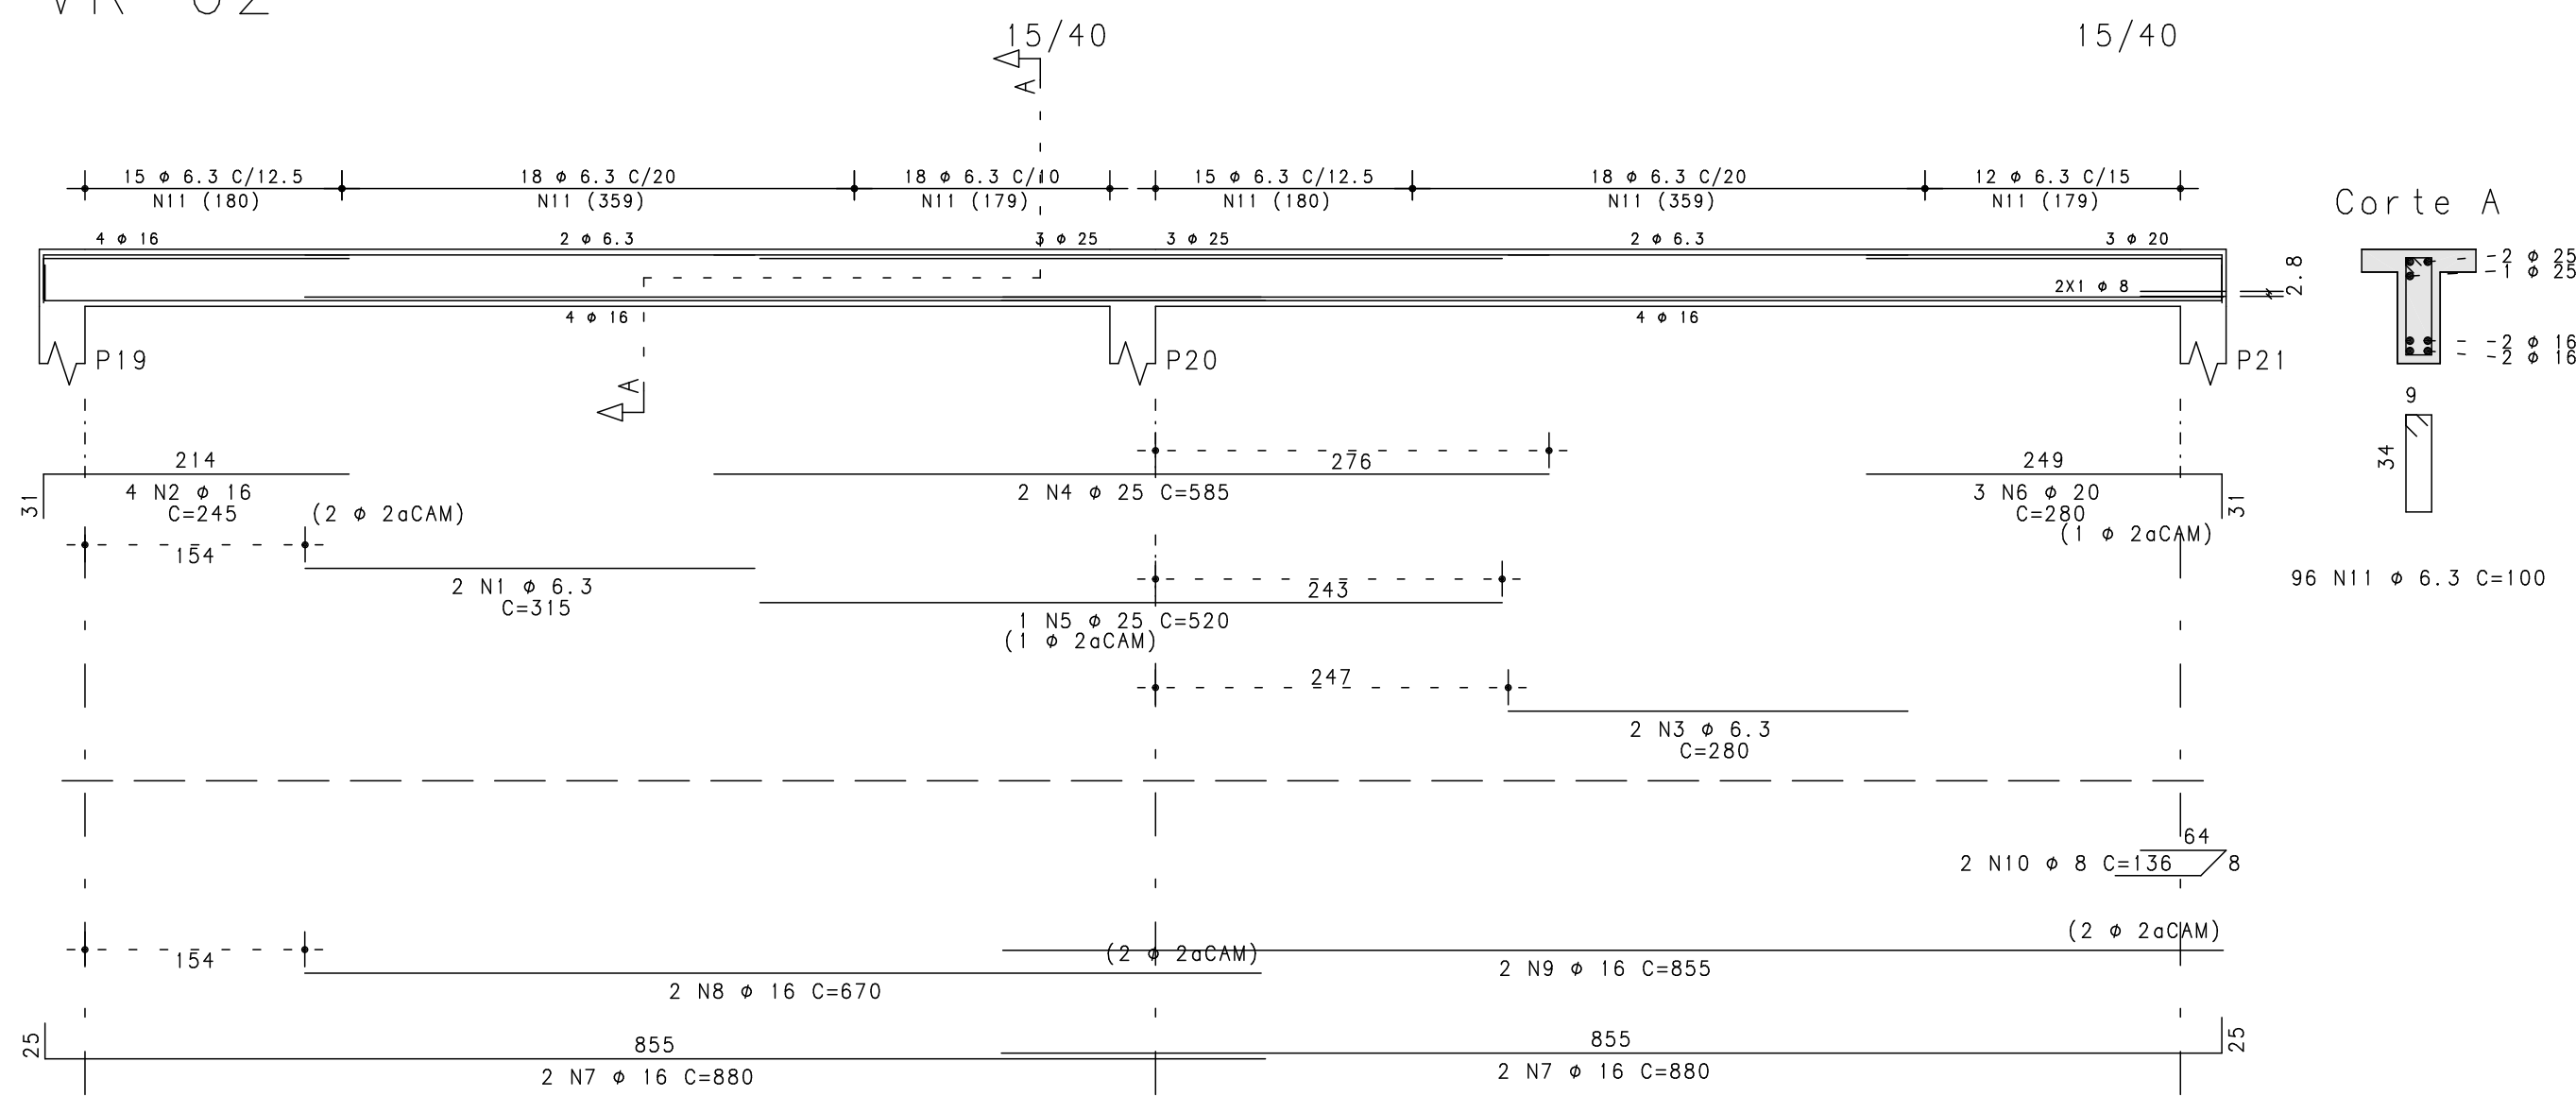 15/40
15/40
A
15 ø 6.3 C/12.5
18 ø 6.3 C/20
18 ø 6.3 C/10
15 ø 6.3 C/12.5
18 ø 6.3 C/20
12 ø 6.3 C/15
N11 (180)
N11 (359)
N11 (179)
N11 (180)
N11 (359)
N11 (179)
Corte A
4 ø 16
2 ø 6.3
3 ø 25
3 ø 25
2 ø 6.3
3 ø 20
2X1 ø 8
2.8
-2 ø 25
-1 ø 25
4 ø 16
4 ø 16
-2 ø 16
-2 ø 16
P19
P20
P21
A
9
34
214
31
4 N2 ø 16
C=245
(2 ø 2aCAM)
276
2 N4 ø 25 C=585
249
3 N6 ø 20
C=280
31
(1 ø 2aCAM)
154
2 N1 ø 6.3
C=315
243
1 N5 ø 25 C=520
(1 ø 2aCAM)
96 N11 ø 6.3 C=100
247
2 N3 ø 6.3
C=280
64
2 N10 ø 8 C=136
8
154
(2 ø 2aCAM)
(2 ø 2aCAM)
2 N9 ø 16 C=855
2 N8 ø 16 C=670
25
855
2 N7 ø 16 C=880
855
25
2 N7 ø 16 C=880